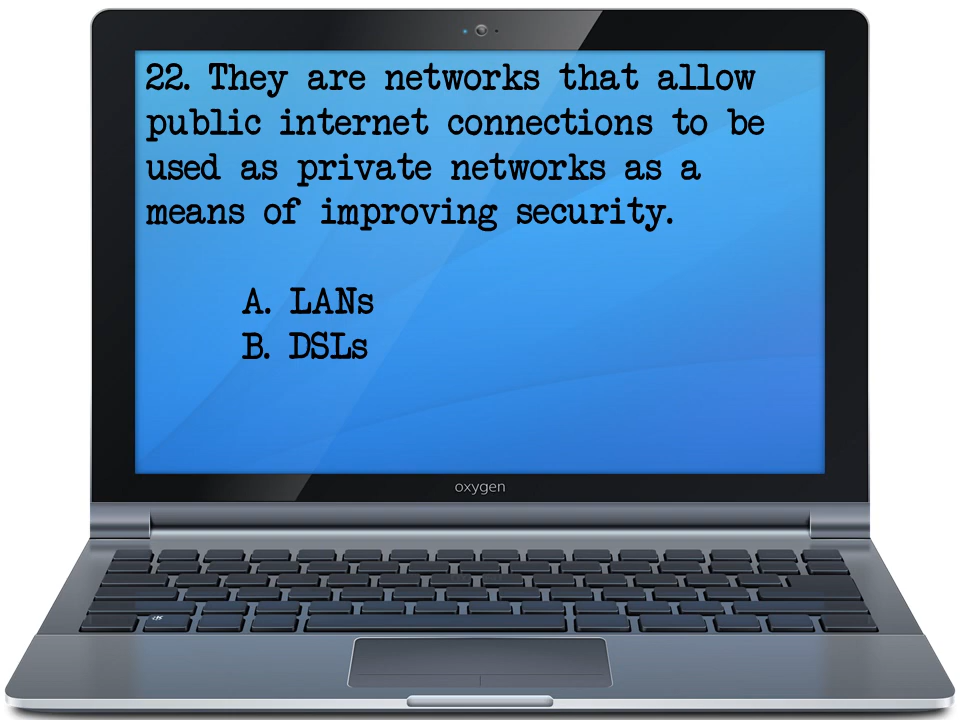 22. They are networks that allow
public internet connections to be
used as private networks as a
means of improving security.
A. LANs
B. DSLs
oxygen